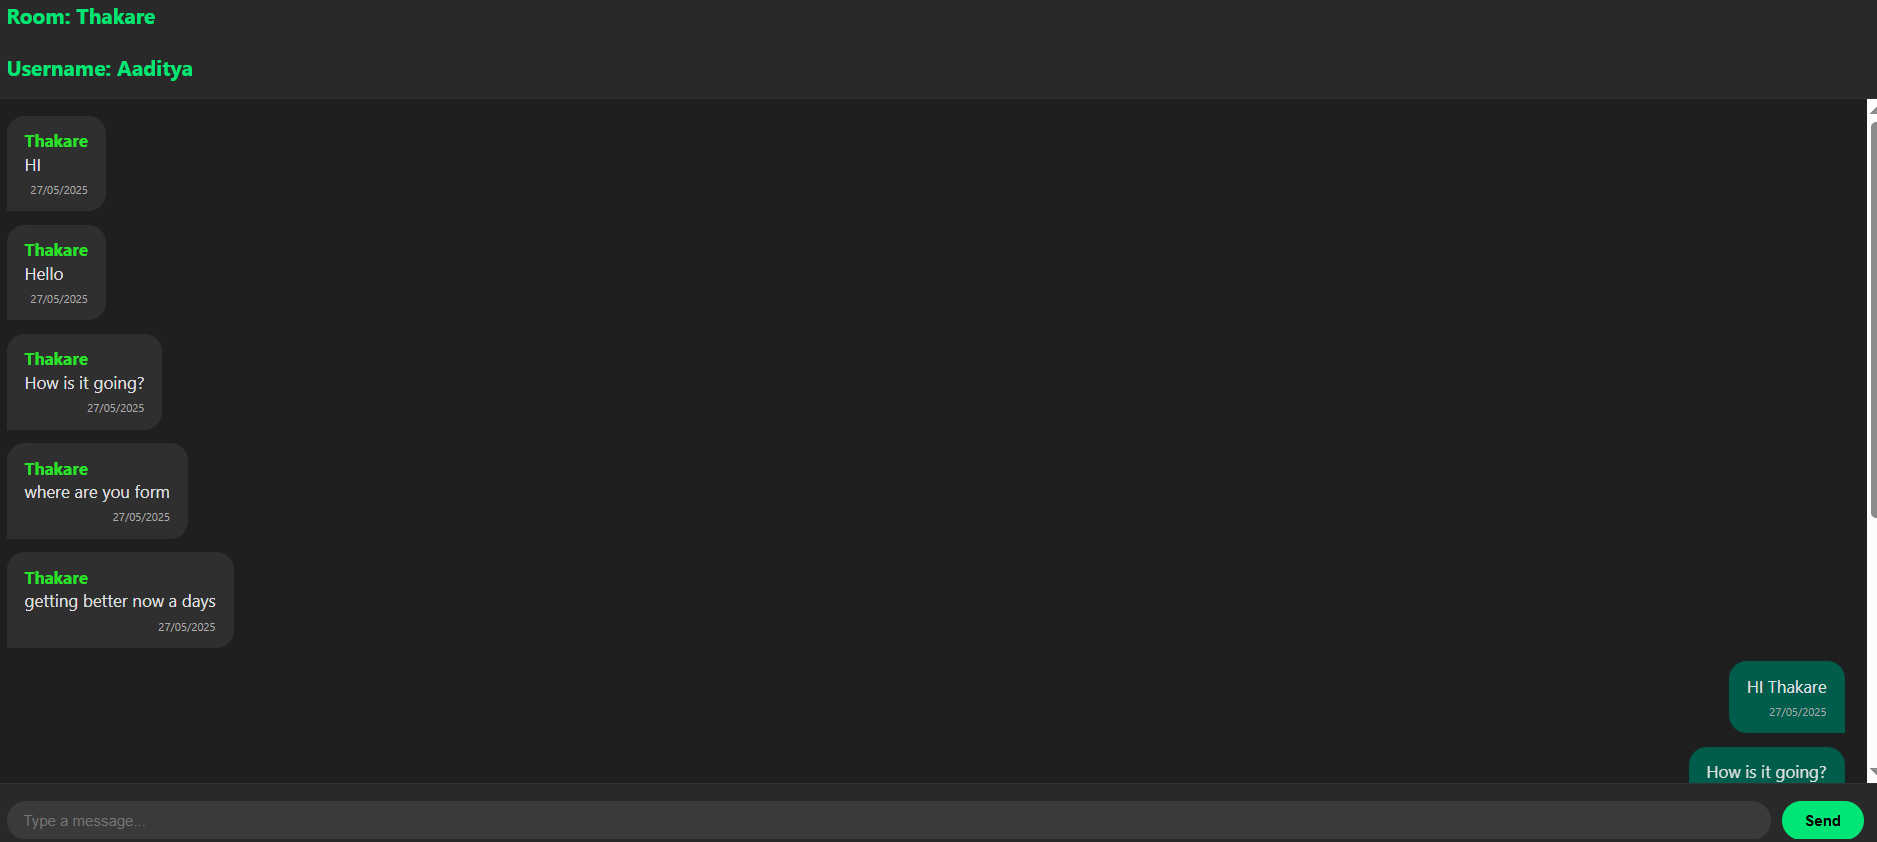 Room: Thakare
Username: Aaditya
Thakare
HI
27/05/2025
Thakare
Hello
27/05/2025
Thakare
How is it going?
27/05/2025
Thakare
where are you form
27/05/2025
Thakare
getting better now a days
27/05/2025
HI Thakare
27/05/2025
How is it going?
Type a message...
Send